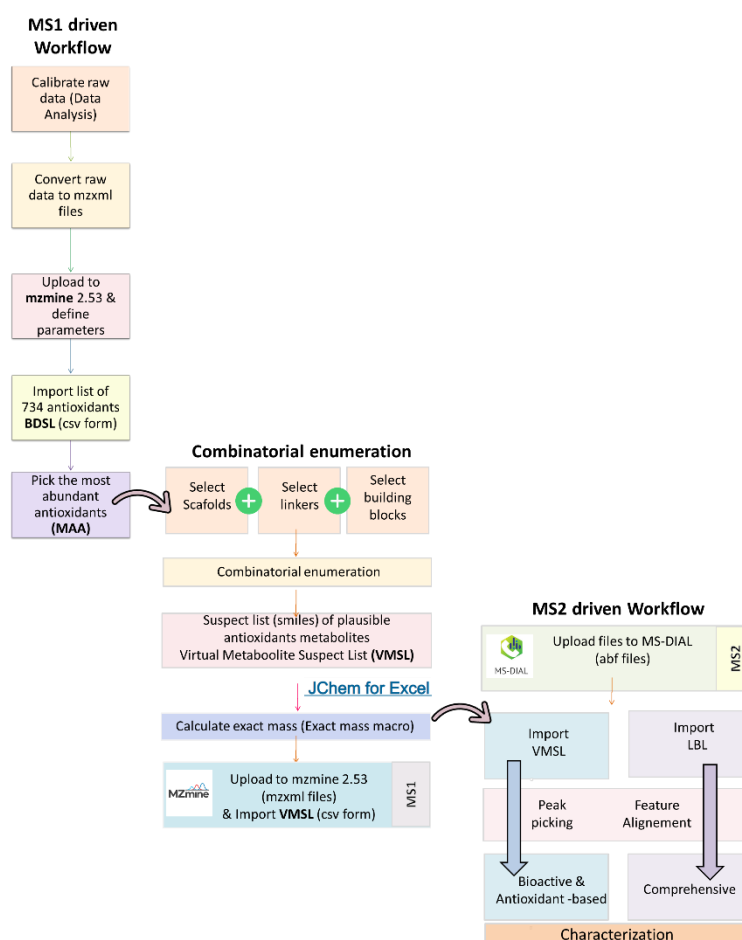 MS1 driven
Workflow
Calibrate raw
data (Data
Analysis)
Convert raw
data to mzxml
files
Upload to
mzmine 2.53 &
define
parameters
Import list of
734 antioxidants
BDSL (csv form)
Pick the most
abundant
antioxidants
(MAA)
Combinatorial enumeration
Select
Scafolds
+
Select
linkers
+
Select
building
blocks
Combinatorial enumeration
Suspect list (smiles) of plausible
antioxidants metabolites
Virtual Metaboolite Suspect List (VMSL)
JChem for Excel
Calculate exact mass (Exact mass macro)
MZmine
Upload to mzmine 2.53
(mzxml files)
& Import VMSL (csv form)
MS1
MS2 driven Workflow
MS-DIAL
Upload files to MS-DIAL
(abf files)
MS2
Import
VMSL
Import
LBL
Peak
picking
Feature
Alignement
Bioactive &
Antioxidant -based
Comprehensive
Characterization